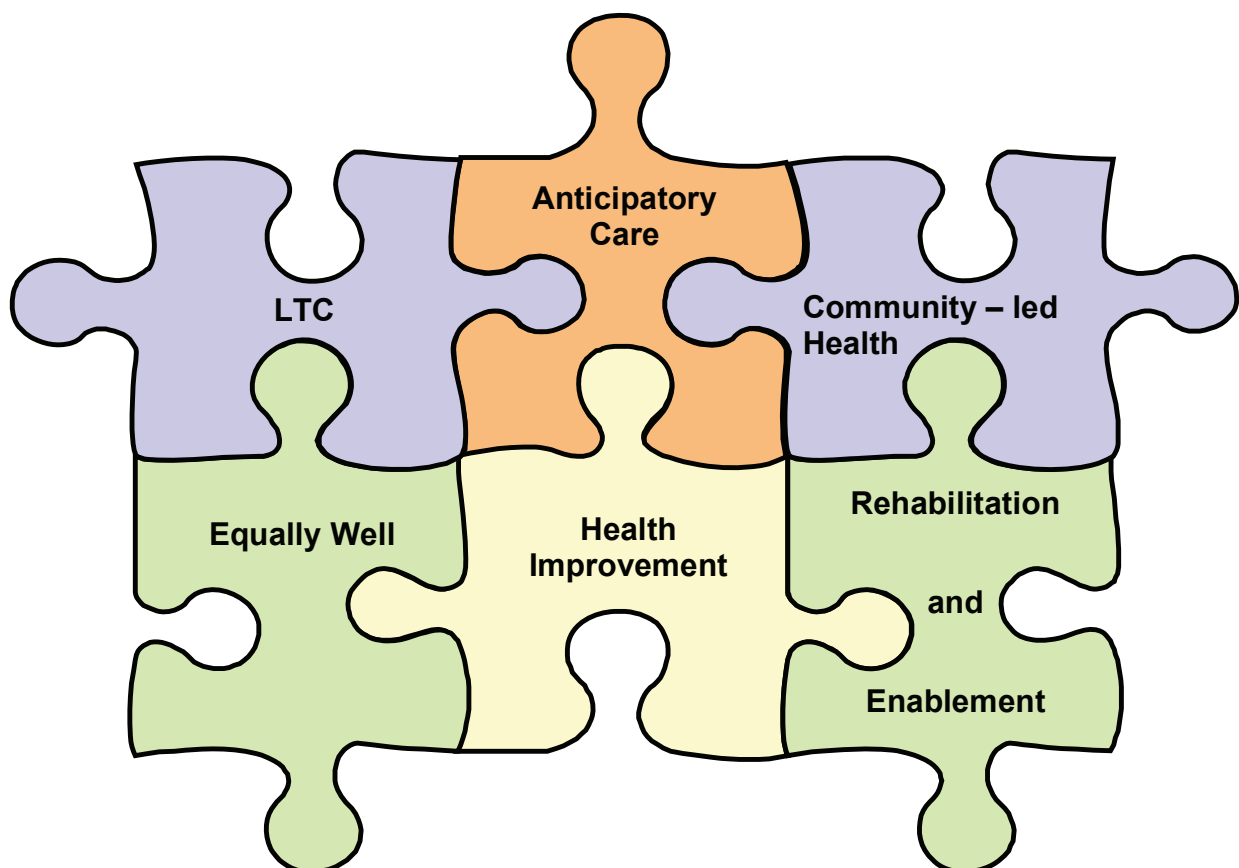 Anticipatory
Care
LTC
Community – led
Health
Equally Well
Health
Improvement
Rehabilitation
and
Enablement